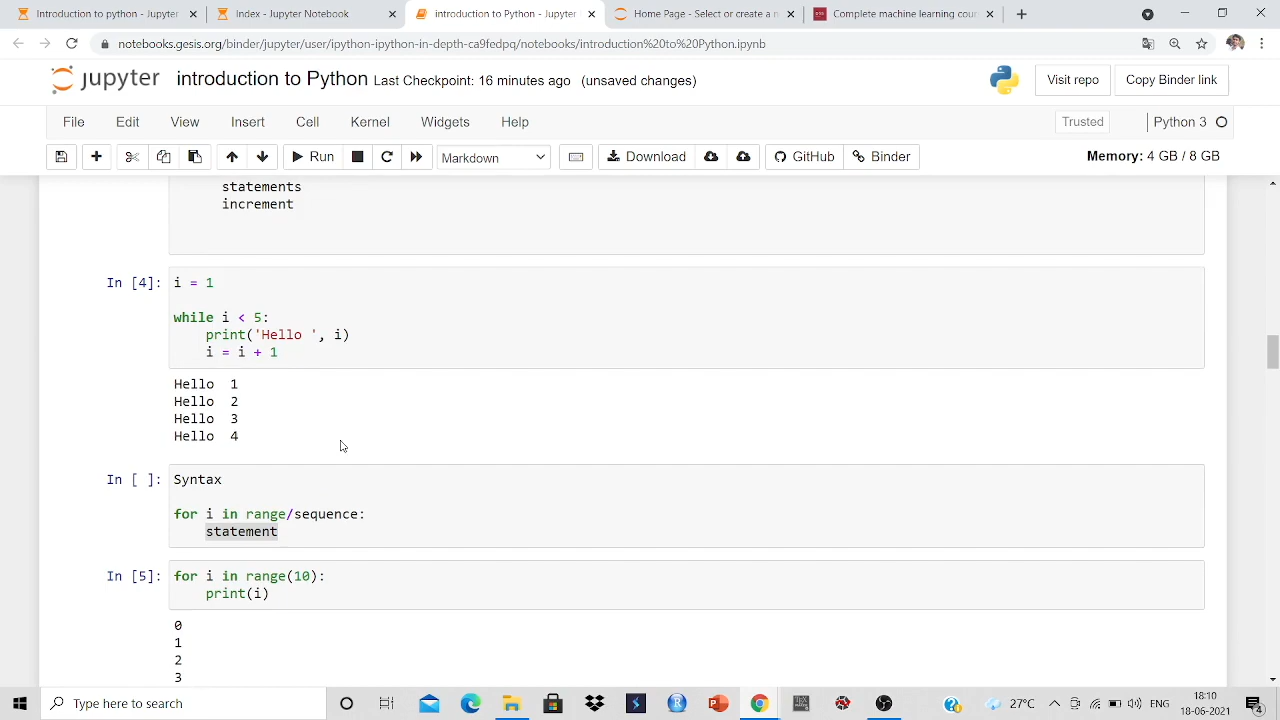 Introduction to Python - Jupyter
Index - Jupyter Notebook
introduction to Python - Jupyter
Home Page - Select or create a n
Complete machine learning cour
notebooks.gesis.org/binder/jupyter/user/ipython-ipython-in-depth-ca9fedpq/notebooks/introduction%20to%20Python.ipynb
jupyter introduction to Python Last Checkpoint: 16 minutes ago (unsaved changes)
Visit repo
Copy Binder link
File Edit View Insert Cell Kernel Widgets Help
Trusted
Python 3
Run
Markdown
Download
GitHub
Binder
Memory: 4 GB / 8 GB
statements
increment
In [4]:
i = 1
while i < 5:
    print('Hello ', i)
    i = i + 1
Hello  1
Hello  2
Hello  3
Hello  4
In [ ]:
Syntax
for i in range/sequence:
    statement
In [5]:
for i in range(10):
    print(i)
0
1
2
3
Type here to search
27°C
ENG
18:10
18-06-2021
4